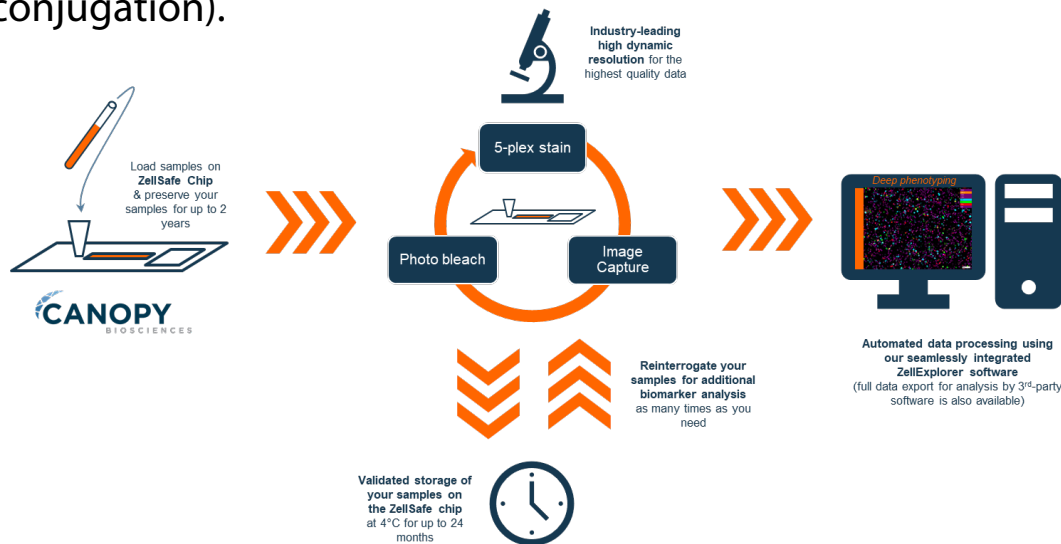 conjugation).
Industry-leading
high dynamic
resolution for the
highest quality data
Load samples on
ZellSafe Chip
& preserve your
samples for up to 2
years
CANOPY
BIOSCIENCES
5-plex stain
Image
Capture
Photo bleach
Deep phenotyping
Automated data processing using
our seamlessly integrated
ZellExplorer software
(full data export for analysis by 3rd-party
software is also available)
Reinterrogate your
samples for additional
biomarker analysis
as many times as you
need
Validated storage of
your samples on
the ZellSafe chip
at 4°C for up to 24
months